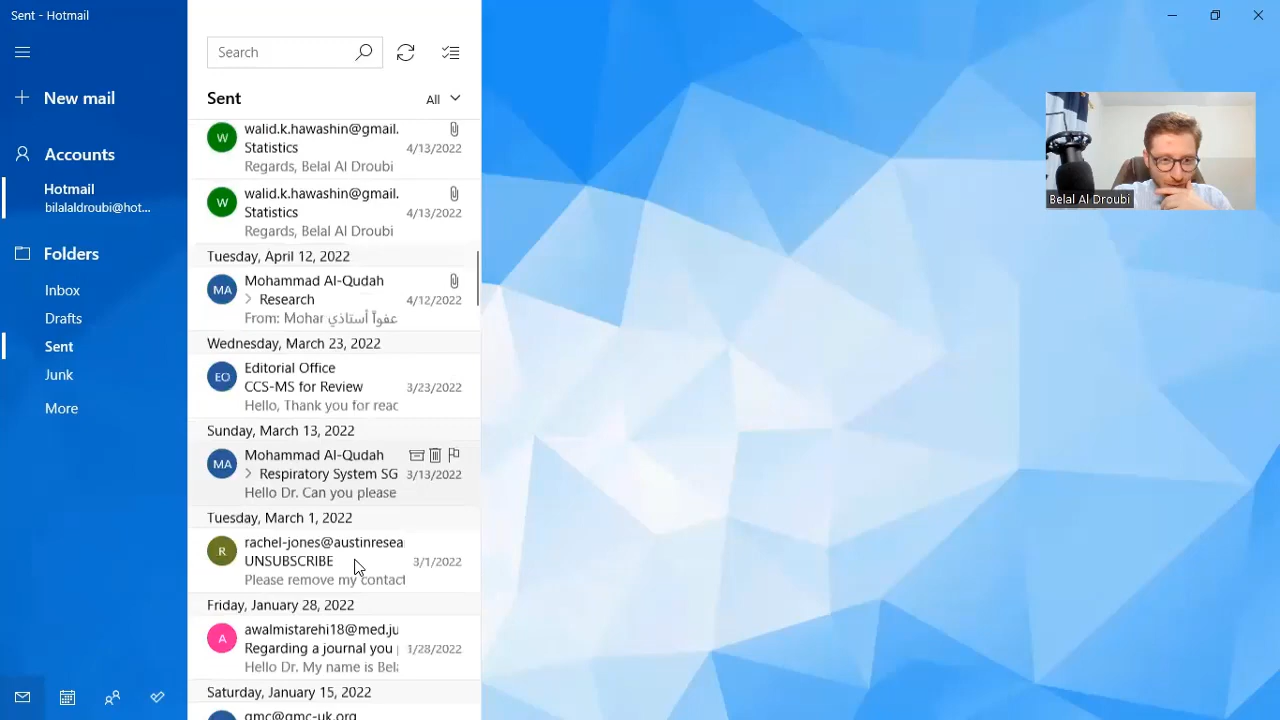 Sent - Hotmail
New mail
Accounts
Hotmail
bilalaldroubi@hot...
Folders
Inbox
Drafts
Sent
Junk
More
Search
Sent
All
walid.k.hawashin@gmail.
Statistics
4/13/2022
Regards, Belal Al Droubi
walid.k.hawashin@gmail.
Statistics
4/13/2022
Regards, Belal Al Droubi
Tuesday, April 12, 2022
MA
Mohammad Al-Qudah
Research
4/12/2022
From: Mohar عفواً أستاذي
Wednesday, March 23, 2022
EO
Editorial Office
CCS-MS for Review
3/23/2022
Hello, Thank you for reac
Sunday, March 13, 2022
MA
Mohammad Al-Qudah
Respiratory System SG
3/13/2022
Hello Dr. Can you please
Tuesday, March 1, 2022
R
rachel-jones@austinresea
UNSUBSCRIBE
3/1/2022
Please remove my contact
Friday, January 28, 2022
A
awalmistarehi18@med.ju
Regarding a journal you
1/28/2022
Hello Dr. My name is Bela
Saturday, January 15, 2022
gmc@gmc-uk.org
Belal Al Droubi